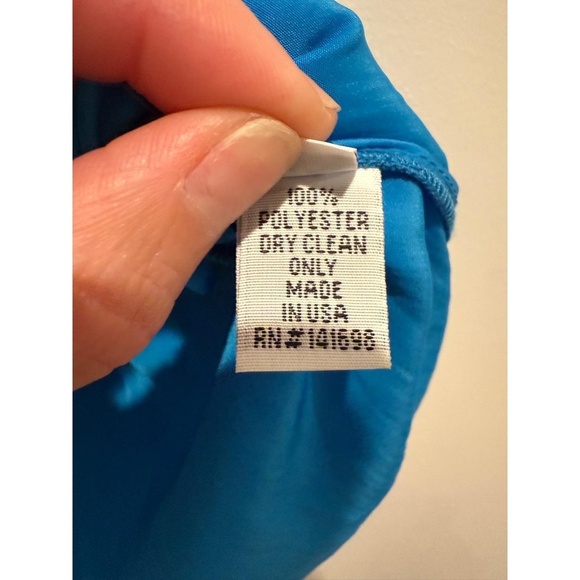 100%
POLYESTER
DRY CLEAN
ONLY
MADE
IN USA
RN#141698